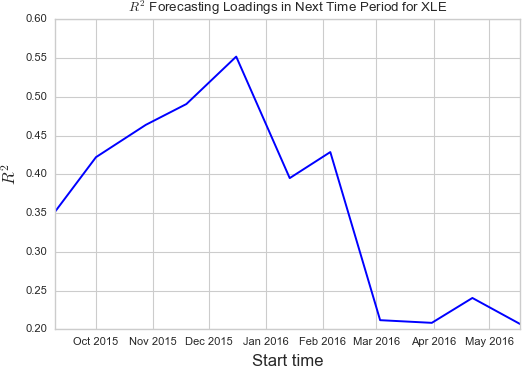 R² Forecasting Loadings in Next Time Period for XLE
0.60
0.55
0.50
0.45
0.40
0.35
0.30
0.25
0.20
R²
Oct 2015 Nov 2015 Dec 2015 Jan 2016 Feb 2016 Mar 2016 Apr 2016 May 2016
Start time